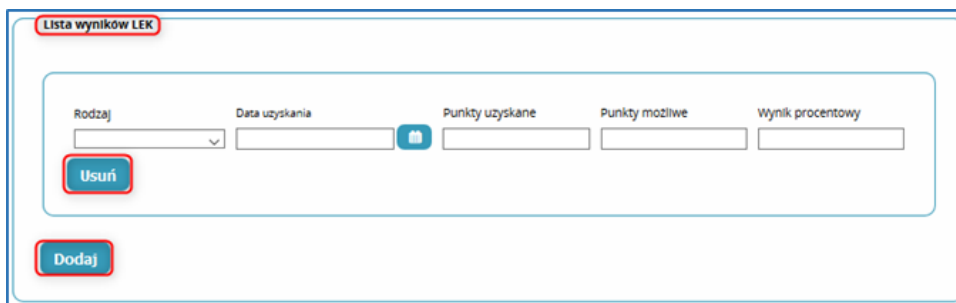 Lista wyników LEK
Rodzaj Data uzyskania Punkty uzyskane Punkty możliwe Wynik procentowy
Usuń
Dodaj